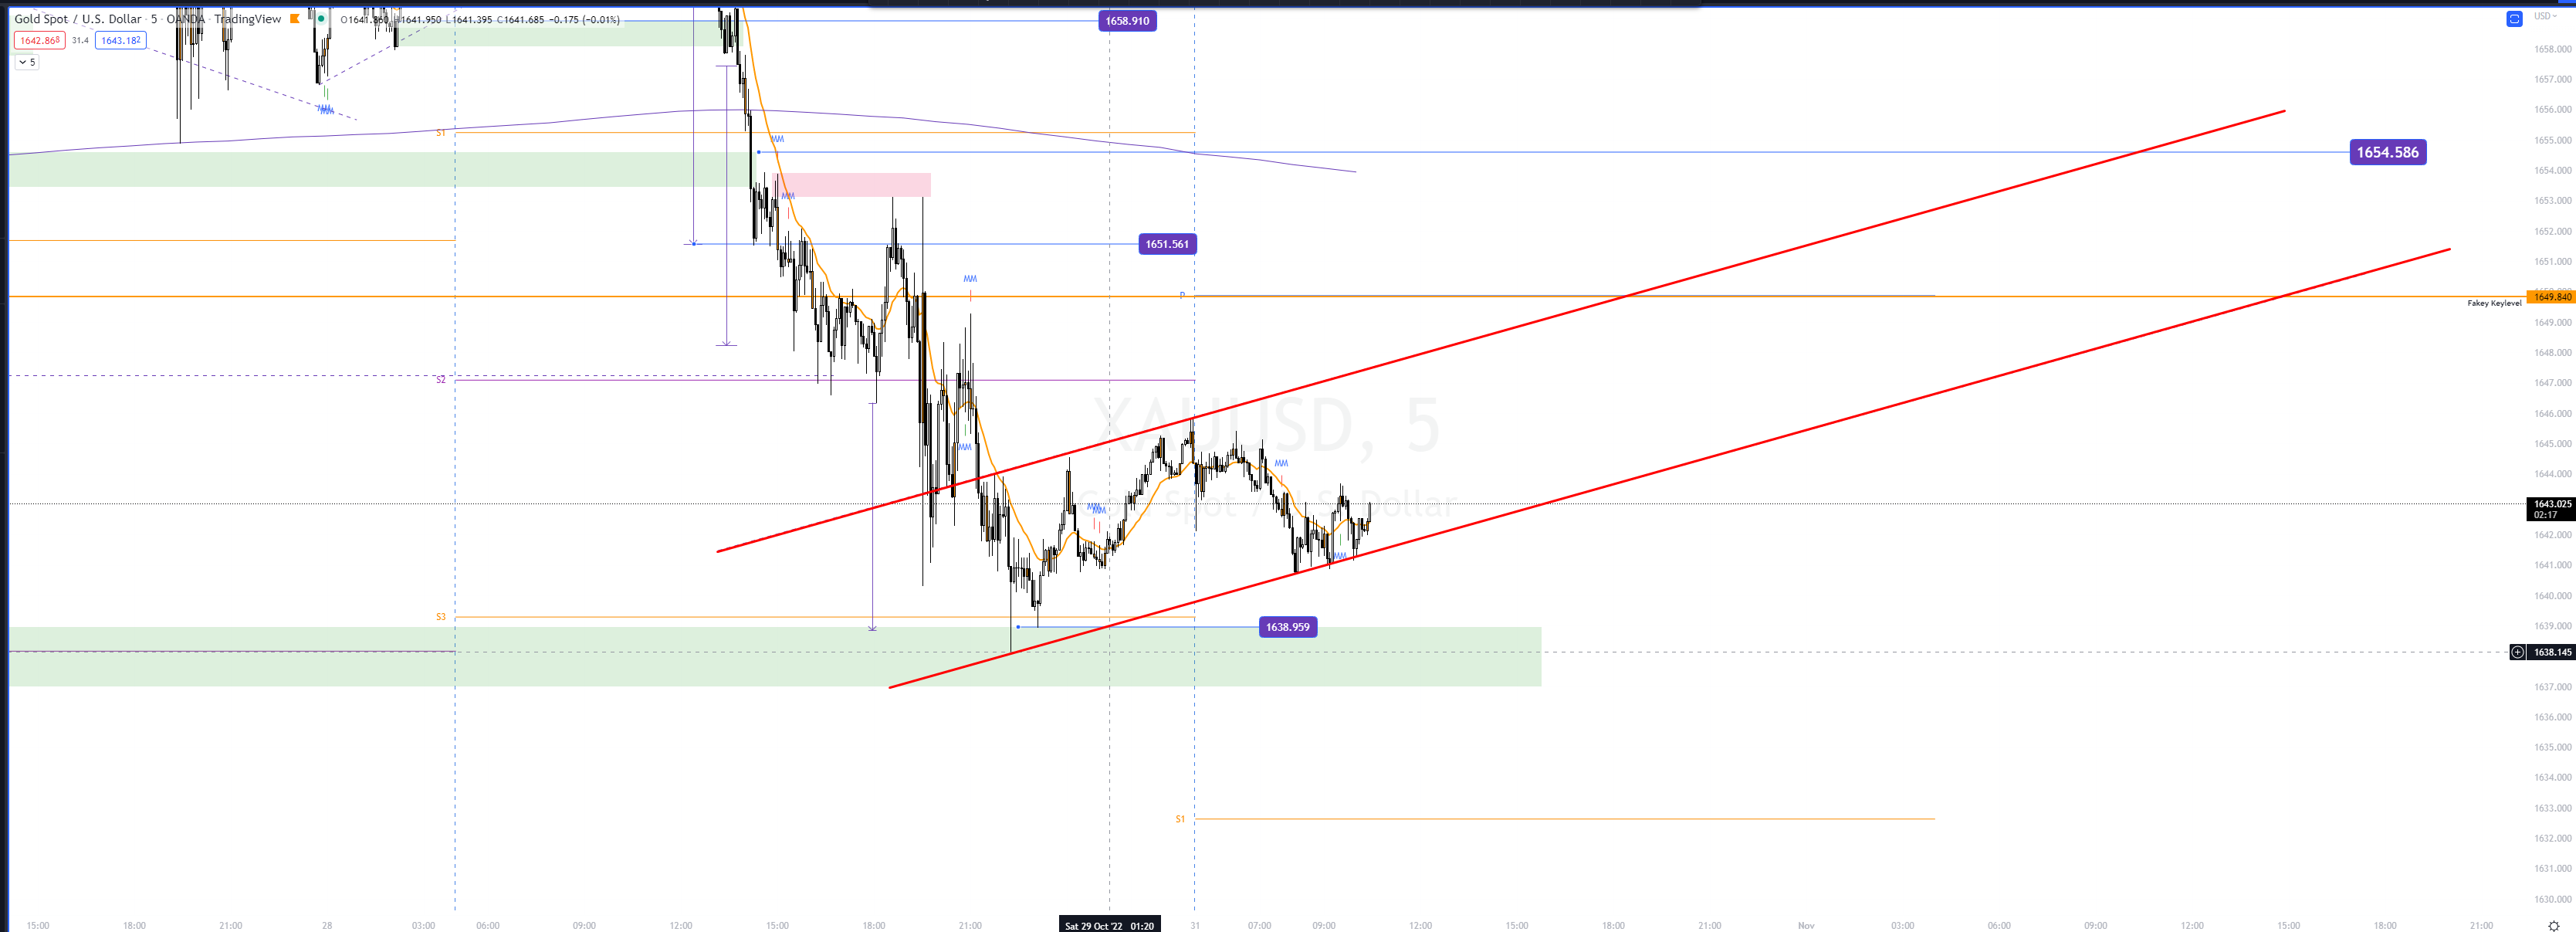 Gold Spot / U.S. Dollar · 5 · OANDA · TradingView O1641.860 H1641.950 L1641.395 C1641.685 −0.175 (−0.01%)
1642.868 31.4 1643.182
5
USD
1658.910
1658.000
1657.000
1656.000
MM
S1
MM
1655.000
1654.586
1654.000
MM
1653.000
1652.000
1651.561
1651.000
MM
P
1649.840
Fakey Keylevel
1649.000
1648.000
S2
1647.000
XAUUSD, 5
1646.000
1645.000
MM
MM
1644.000
Gold Spot / U.S. Dollar
1643.025
02:17
MM
1642.000
MM
1641.000
1640.000
S3
1639.000
1638.959
1638.145
1637.000
1636.000
1635.000
1634.000
1633.000
S1
1632.000
1631.000
1630.000
15:00 18:00 21:00 28 03:00 06:00 09:00 12:00 15:00 18:00 21:00 Sat 29 Oct '22 01:20 31 07:00 09:00 12:00 15:00 18:00 21:00 Nov 03:00 06:00 09:00 12:00 15:00 18:00 21:00